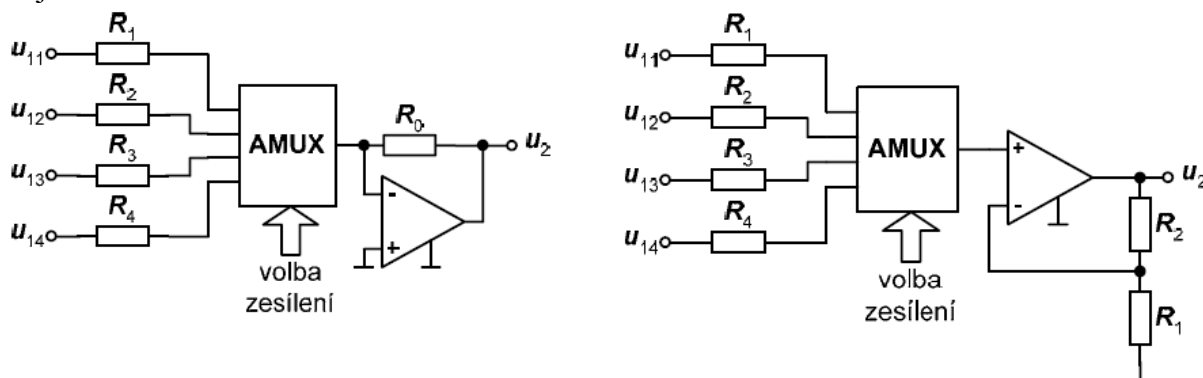 R1
u11
R2
u12
R3
u13
R4
u14
AMUX
R0
u2
-
+
volba
zesílení
R1
u11
R2
u12
R3
u13
R4
u14
AMUX
+
-
u2
R2
R1
volba
zesílení